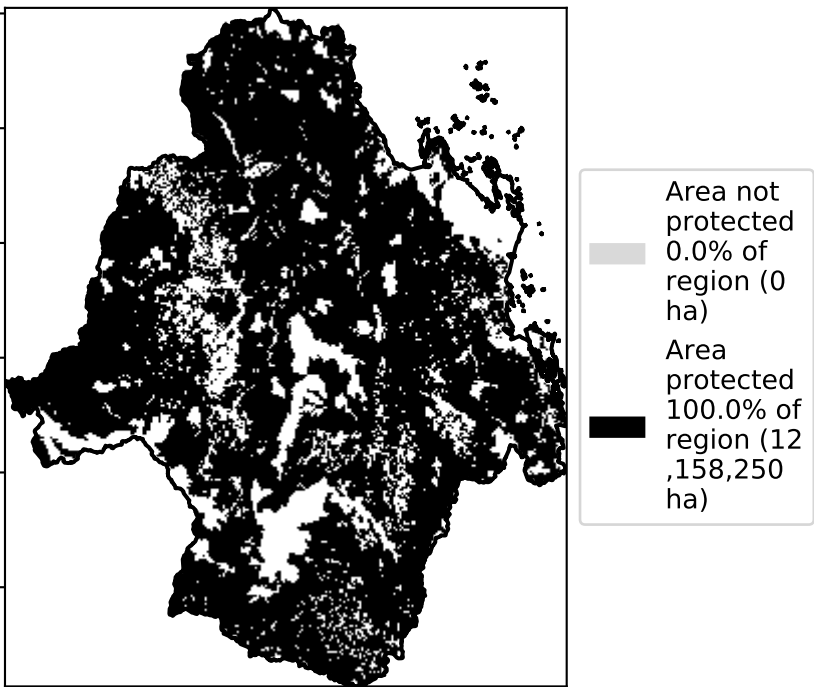 Area not
protected
0.0% of
region (0
ha)
Area
protected
100.0% of
region (12
,158,250
ha)